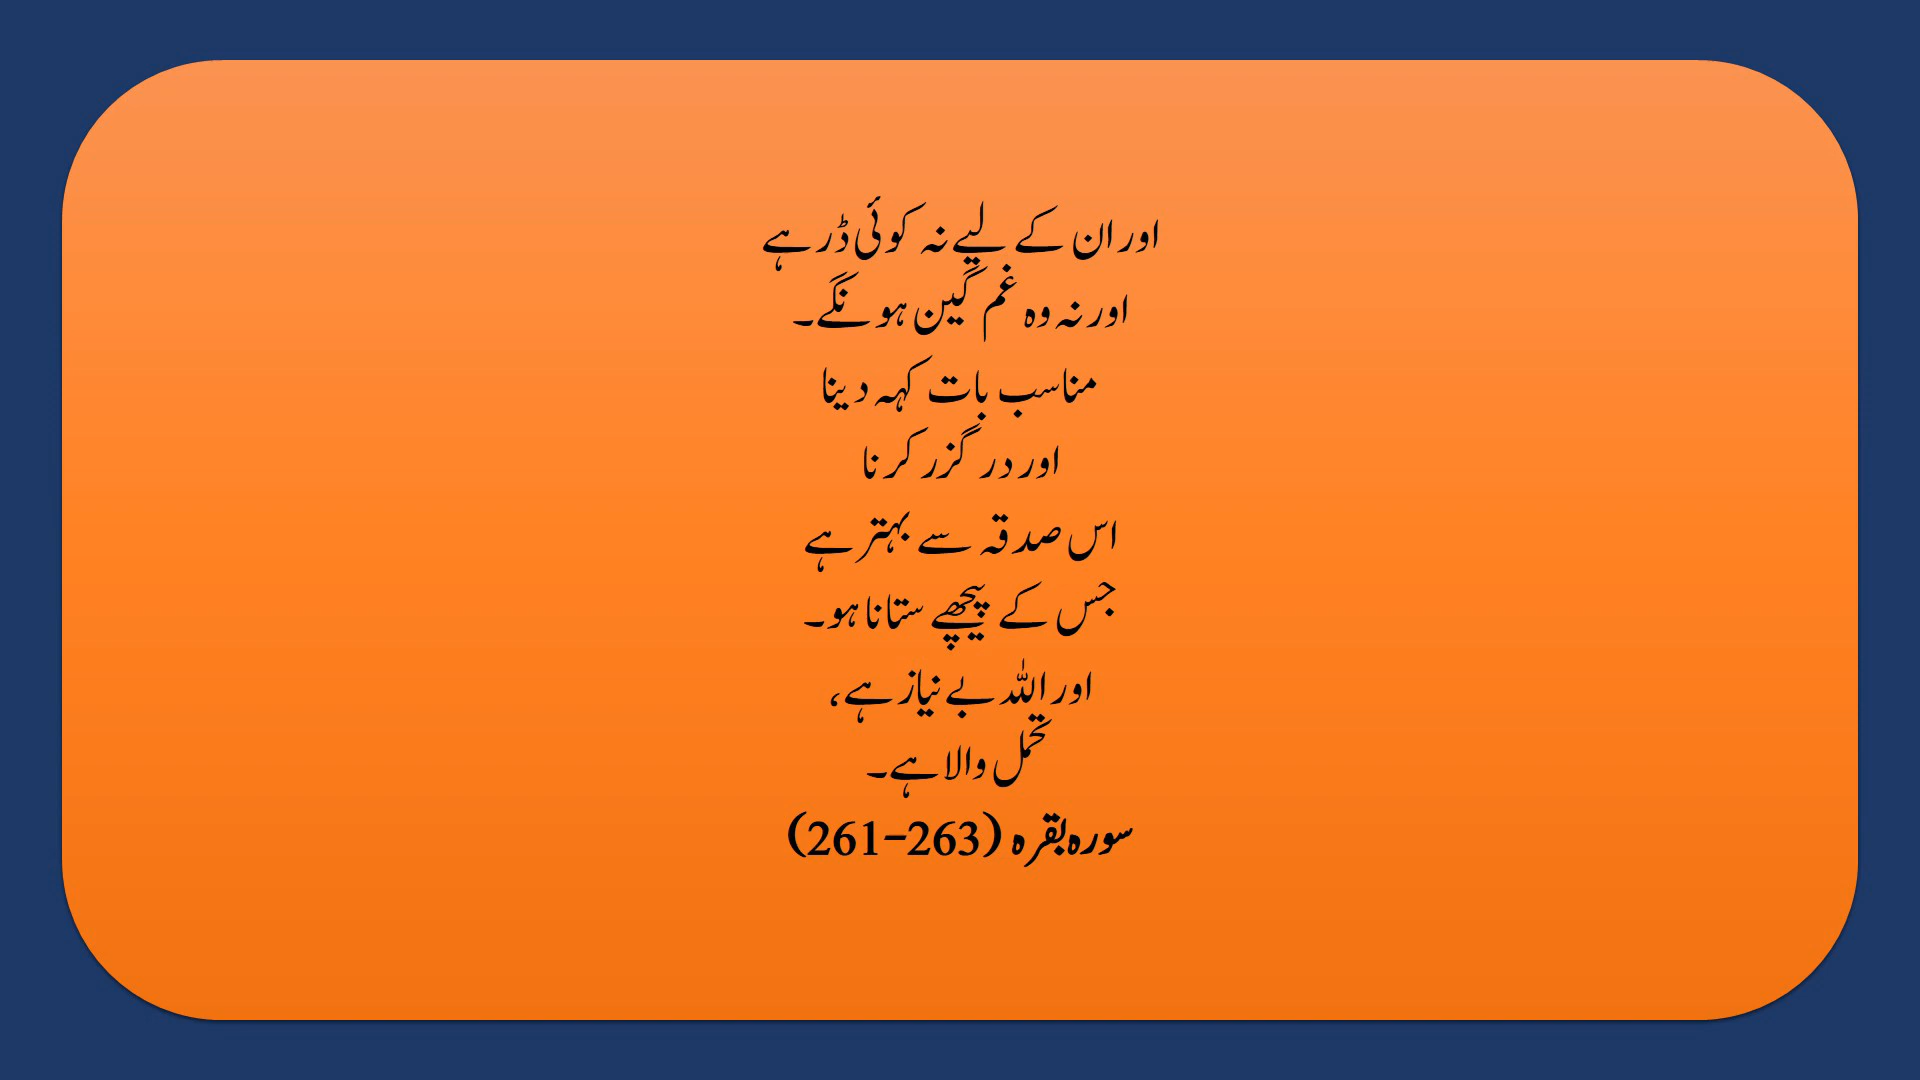 اور ان کے لیے نہ کوئی ڈر ہے
اور نہ وہ غم گین ہونگے۔
مناسب بات کہہ دینا
اور در گزر کرنا
اس صدقہ سے بہتر ہے
جس کے پیچھے ستانا ہو۔
اور اللہ بے نیاز ہے،
تحمل والا ہے۔
سورہ بقرہ (263-261)